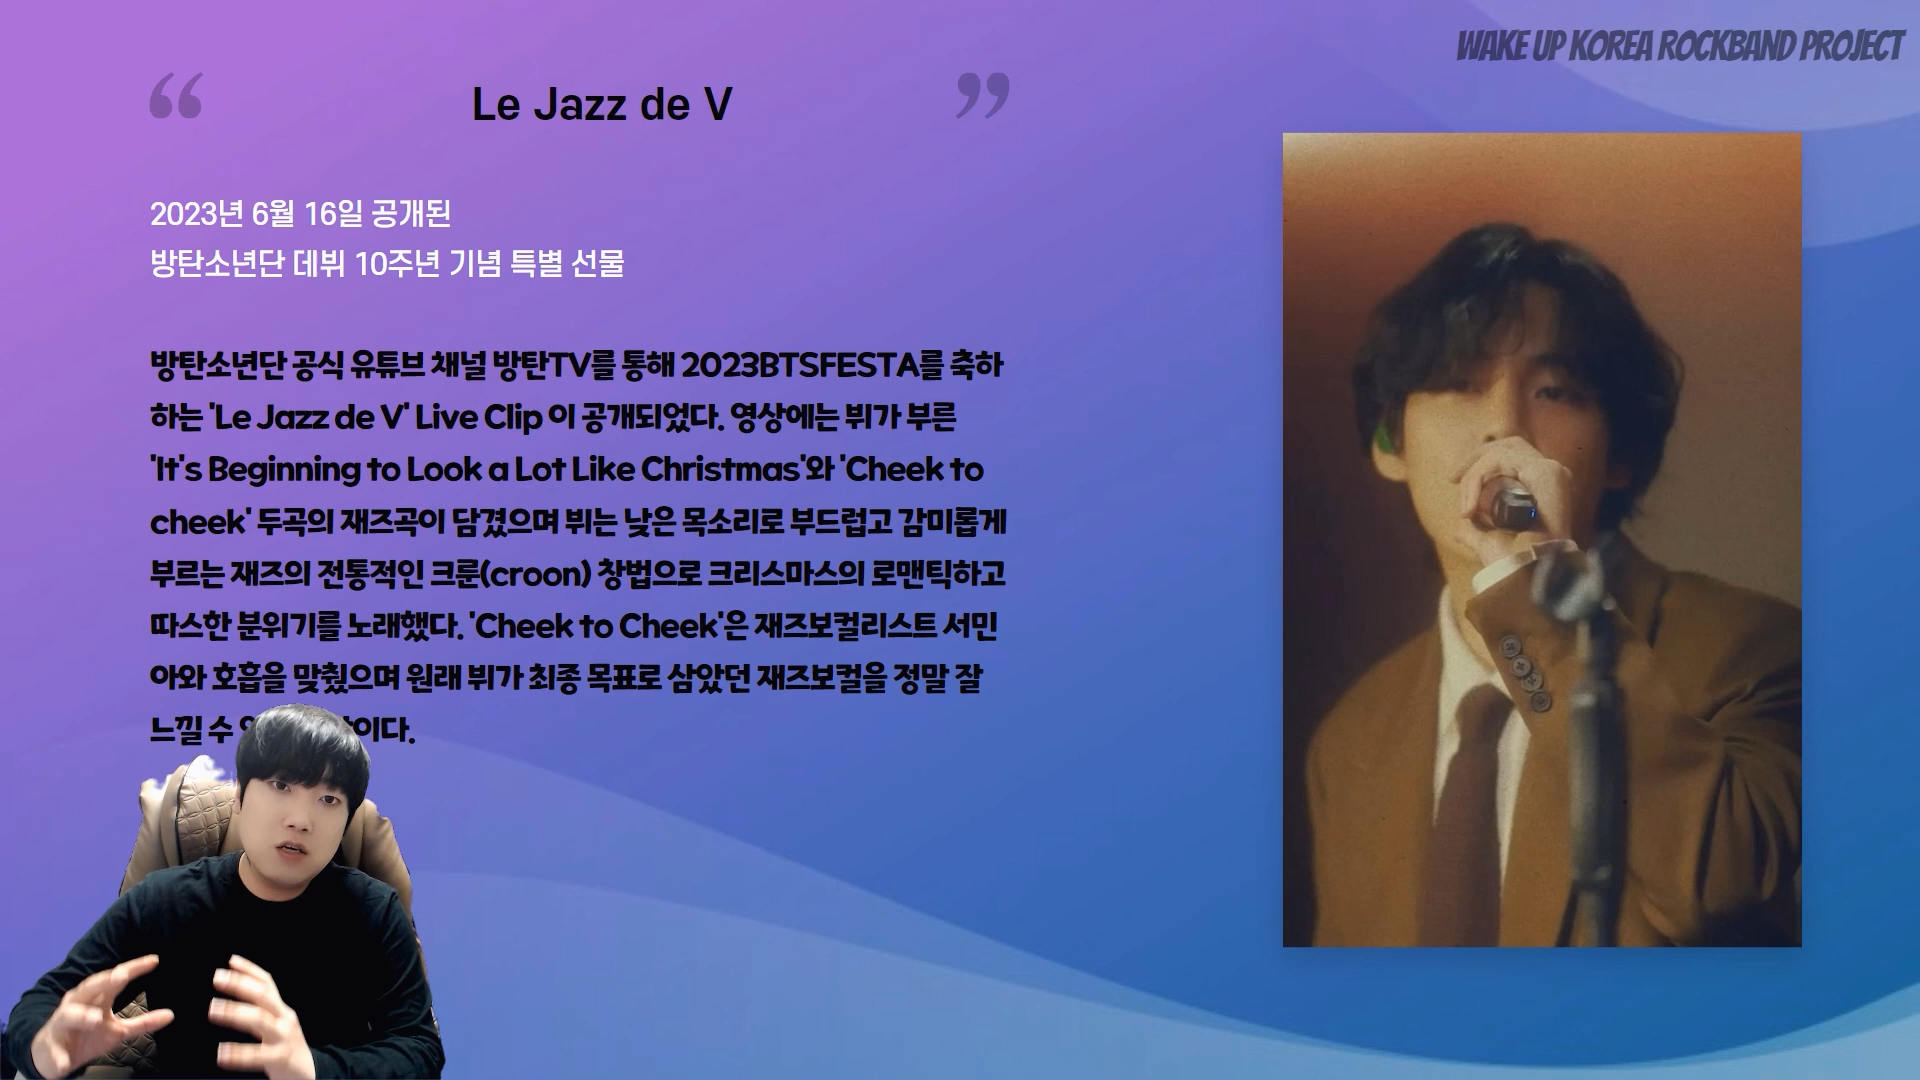 WAKE UP KOREA ROCKBAND PROJECT
“ Le Jazz de V ”
2023년 6월 16일 공개된
방탄소년단 데뷔 10주년 기념 특별 선물
방탄소년단 공식 유튜브 채널 방탄TV를 통해 2023BTSFESTA를 축하
하는 'Le Jazz de V' Live Clip 이 공개되었다. 영상에는 뷔가 부른
'It's Beginning to Look a Lot Like Christmas'와 'Cheek to
cheek' 두곡의 재즈곡이 담겼으며 뷔는 낮은 목소리로 부드럽고 감미롭게
부르는 재즈의 전통적인 크룬(croon) 창법으로 크리스마스의 로맨틱하고
따스한 분위기를 노래했다. 'Cheek to Cheek'은 재즈보컬리스트 서민
아와 호흡을 맞췄으며 원래 뷔가 최종 목표로 삼았던 재즈보컬을 정말 잘
느낄 수 이다.